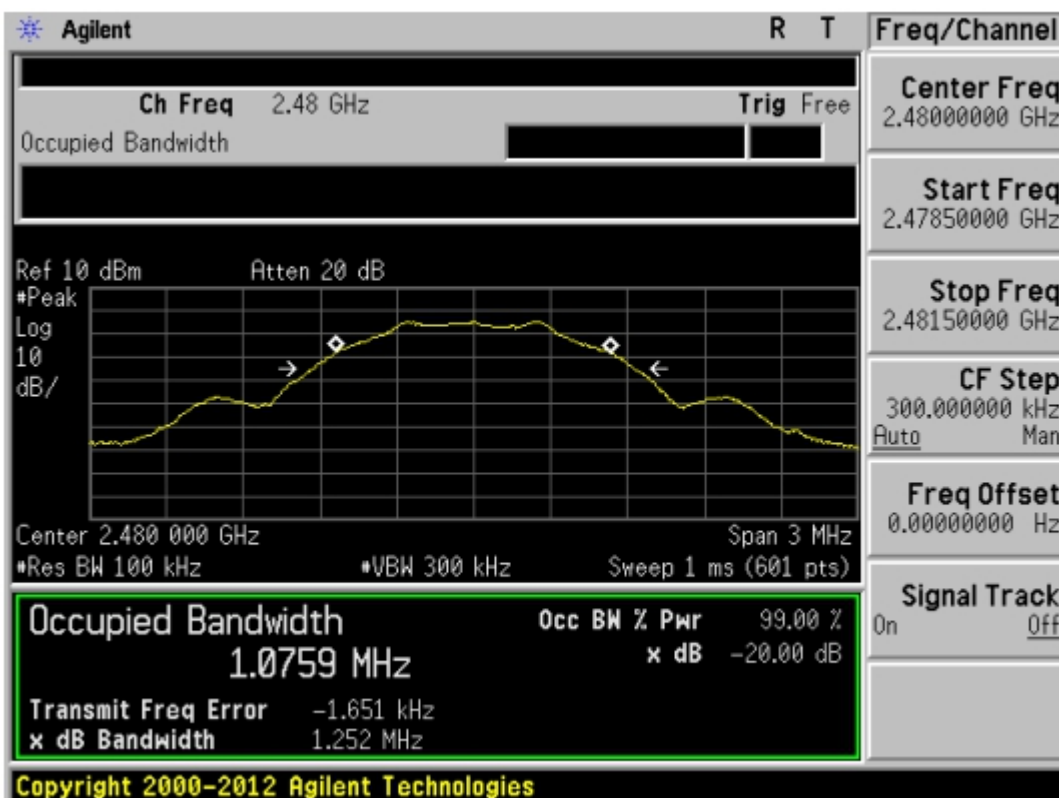 Agilent R T
Freq/Channel
Ch Freq 2.48 GHz Trig Free
Occupied Bandwidth
Center Freq
2.48000000 GHz
Start Freq
2.47850000 GHz
Stop Freq
2.48150000 GHz
CF Step
300.000000 kHz
Auto Man
Freq Offset
0.00000000 Hz
Signal Track
On Off
Ref 10 dBm Atten 20 dB
#Peak
Log
10
dB/
Center 2.480 000 GHz Span 3 MHz
#Res BW 100 kHz #VBW 300 kHz Sweep 1 ms (601 pts)
Occupied Bandwidth
1.0759 MHz
Occ BW % Pwr 99.00 %
x dB -20.00 dB
Transmit Freq Error -1.651 kHz
x dB Bandwidth 1.252 MHz
Copyright 2000-2012 Agilent Technologies